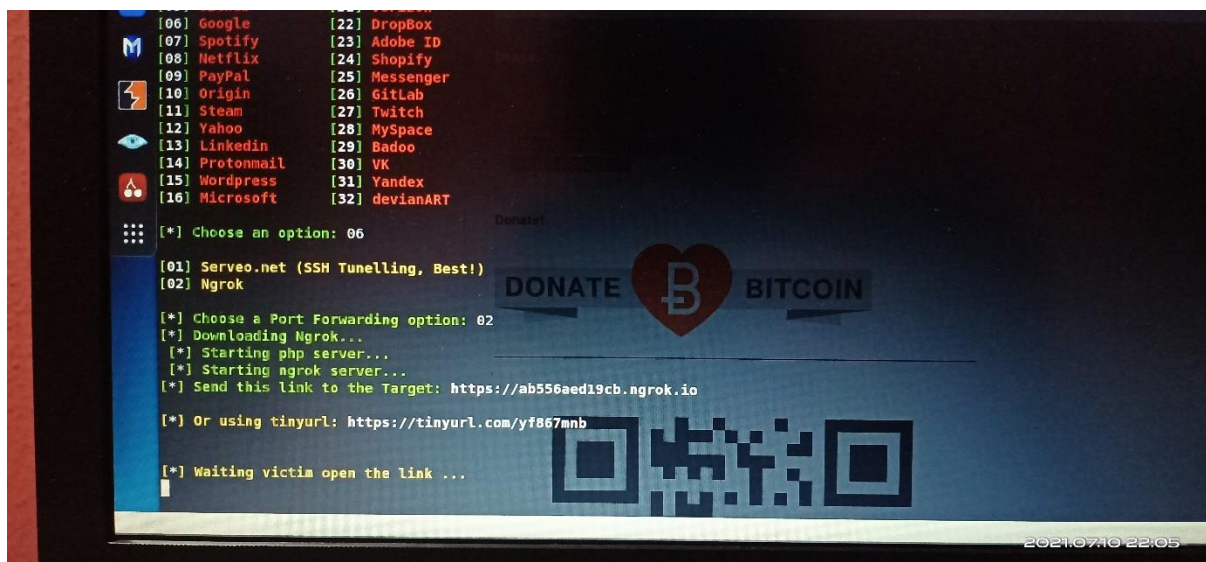 [06] Google [22] DropBox
[07] Spotify [23] Adobe ID
[08] Netflix [24] Shopify
[09] PayPal [25] Messenger
[10] Origin [26] GitLab
[11] Steam [27] Twitch
[12] Yahoo [28] MySpace
[13] Linkedin [29] Badoo
[14] Protonmail [30] VK
[15] Wordpress [31] Yandex
[16] Microsoft [32] devianART
[*] Choose an option: 06
Donate!
[01] Serveo.net (SSH Tunelling, Best!)
[02] Ngrok
DONATE BITCOIN
[*] Choose a Port Forwarding option: 02
[*] Downloading Ngrok...
[*] Starting php server...
[*] Starting ngrok server...
[*] Send this link to the Target: https://ab556aed19cb.ngrok.io
[*] Or using tinyurl: https://tinyurl.com/yf867mnb
[*] Waiting victim open the link ...
2021.07.10 22:05